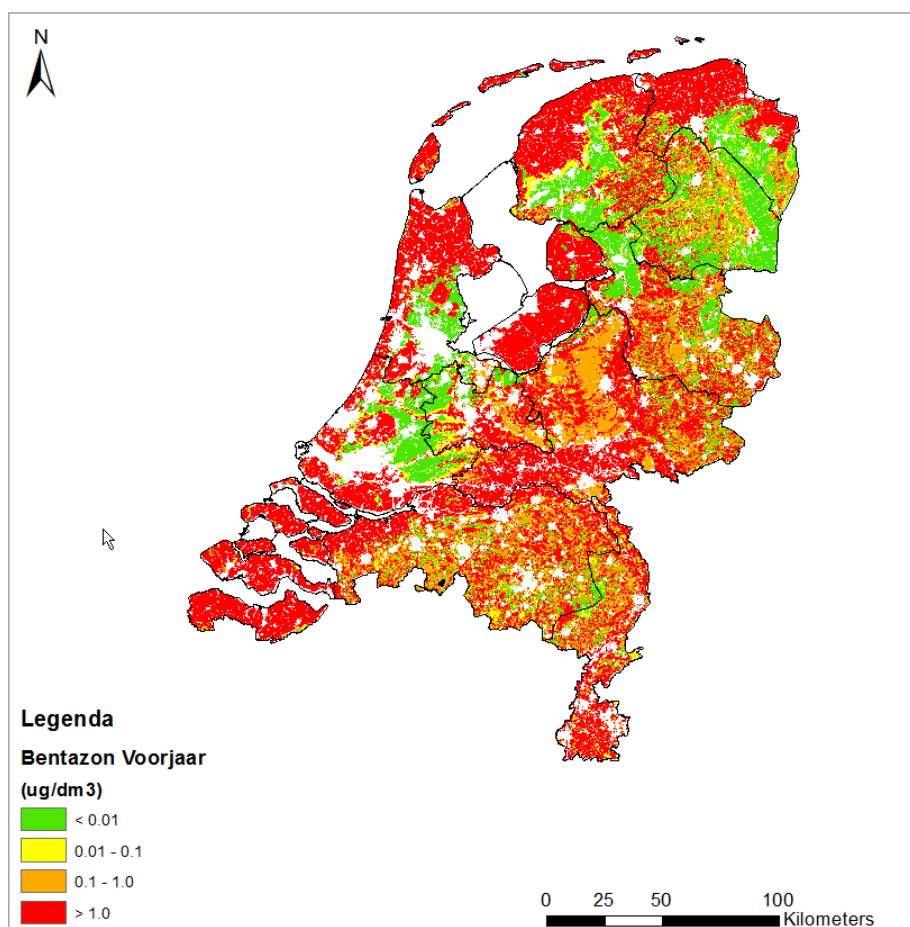 N
Legenda
Bentazon Voorjaar
(ug/dm3)
< 0.01
0.01 - 0.1
0.1 - 1.0
> 1.0
0 25 50 100
Kilometers